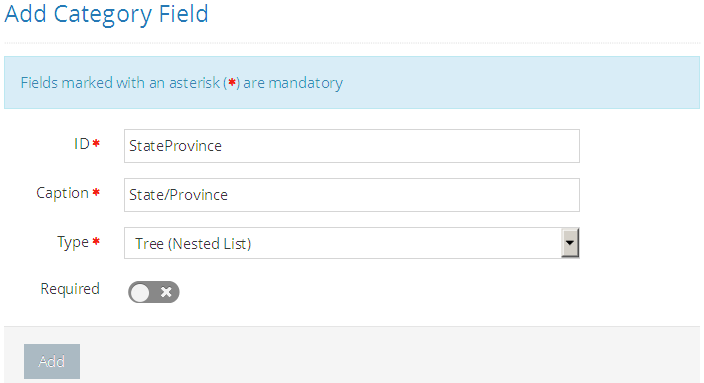 Add Category Field
Fields marked with an asterisk (*) are mandatory
ID *
StateProvince
Caption *
State/Province
Type *
Tree (Nested List)
Required
Add